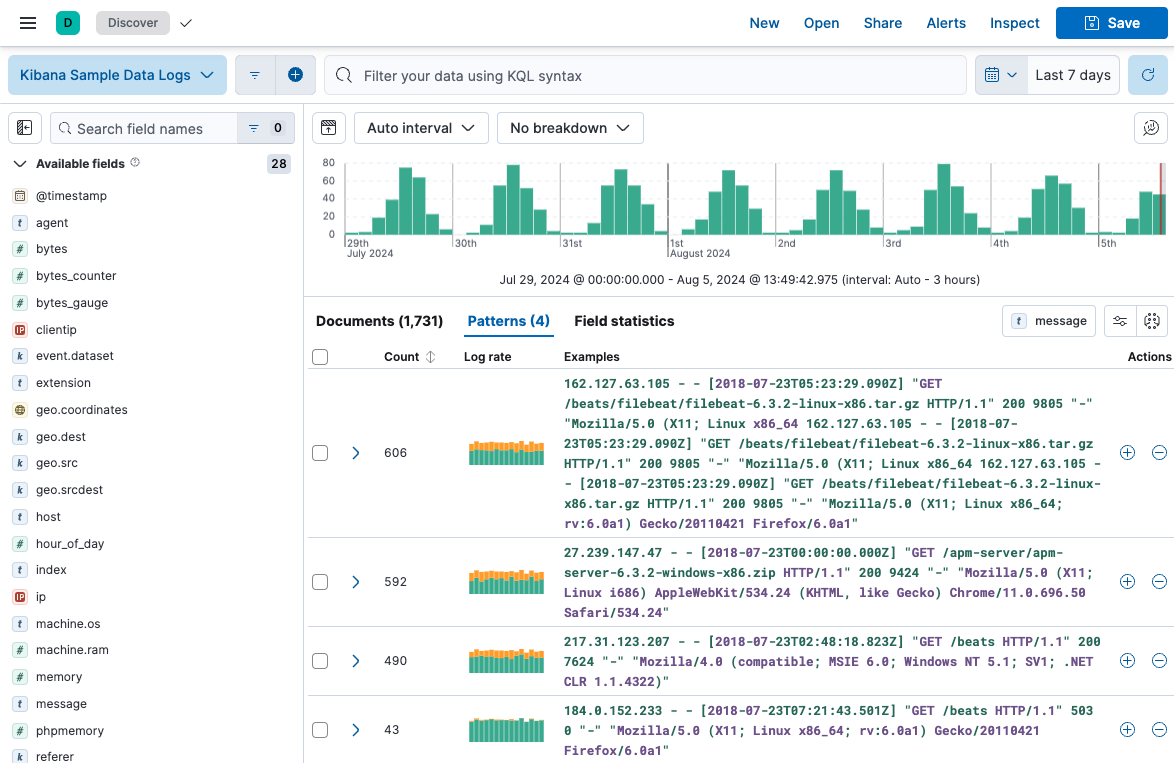 D Discover New Open Share Alerts Inspect Save
Kibana Sample Data Logs Filter your data using KQL syntax Last 7 days
Search field names 0 Auto interval No breakdown
Available fields 28
@timestamp
t agent
# bytes
# bytes_counter
# bytes_gauge
IP clientip
k event.dataset
t extension
geo.coordinates
k geo.dest
k geo.src
k geo.srcdest
t host
# hour_of_day
t index
IP ip
t machine.os
# machine.ram
# memory
t message
# phpmemory
k referer
80
60
40
20
0
29th 30th 31st 1st 2nd 3rd 4th 5th
July 2024 August 2024
Jul 29, 2024 @ 00:00:00.000 - Aug 5, 2024 @ 13:49:42.975 (interval: Auto - 3 hours)
Documents (1,731) Patterns (4) Field statistics t message
Count Log rate Examples Actions
606
162.127.63.105 - - [2018-07-23T05:23:29.090Z] "GET
/beats/filebeat/filebeat-6.3.2-linux-x86.tar.gz HTTP/1.1" 200 9805 "-"
"Mozilla/5.0 (X11; Linux x86_64 162.127.63.105 - - [2018-07-
23T05:23:29.090Z] "GET /beats/filebeat/filebeat-6.3.2-linux-x86.tar.gz
HTTP/1.1" 200 9805 "-" "Mozilla/5.0 (X11; Linux x86_64 162.127.63.105 -
- [2018-07-23T05:23:29.090Z] "GET /beats/filebeat/filebeat-6.3.2-linux-
x86.tar.gz HTTP/1.1" 200 9805 "-" "Mozilla/5.0 (X11; Linux x86_64;
rv:6.0a1) Gecko/20110421 Firefox/6.0a1"
592
27.239.147.47 - - [2018-07-23T00:00:00.000Z] "GET /apm-server/apm-
server-6.3.2-windows-x86.zip HTTP/1.1" 200 9424 "-" "Mozilla/5.0 (X11;
Linux i686) AppleWebKit/534.24 (KHTML, like Gecko) Chrome/11.0.696.50
Safari/534.24"
490
217.31.123.207 - - [2018-07-23T02:48:18.823Z] "GET /beats HTTP/1.1" 200
7624 "-" "Mozilla/4.0 (compatible; MSIE 6.0; Windows NT 5.1; SV1; .NET
CLR 1.1.4322)"
43
184.0.152.233 - - [2018-07-23T07:21:43.501Z] "GET /beats HTTP/1.1" 503
0 "-" "Mozilla/5.0 (X11; Linux x86_64; rv:6.0a1) Gecko/20110421
Firefox/6.0a1"